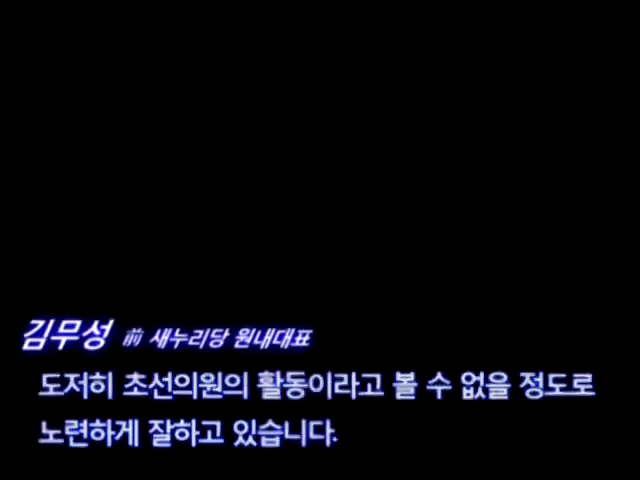 김무성 前 새누리당 원내대표
도저히 초선의원의 활동이라고 볼 수 없을 정도로
노련하게 잘하고 있습니다.